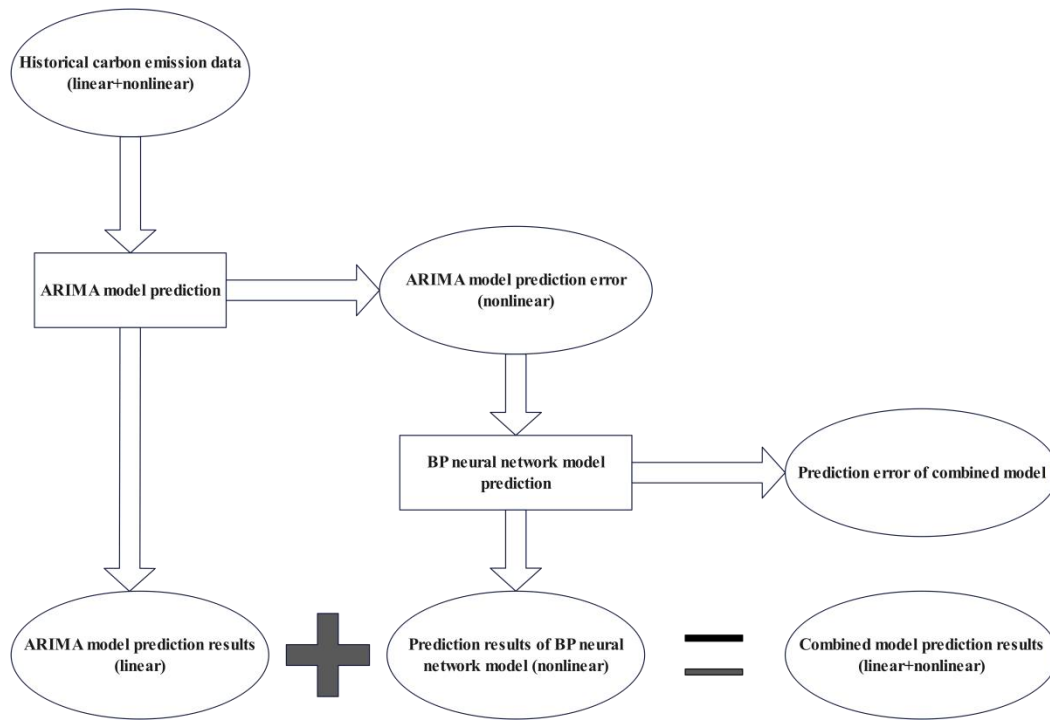 Historical carbon emission data
(linear+nonlinear)
ARIMA model prediction
ARIMA model prediction error
(nonlinear)
BP neural network model
prediction
Prediction error of combined model
ARIMA model prediction results
(linear)
Prediction results of BP neural
network model (nonlinear)
Combined model prediction results
(linear+nonlinear)